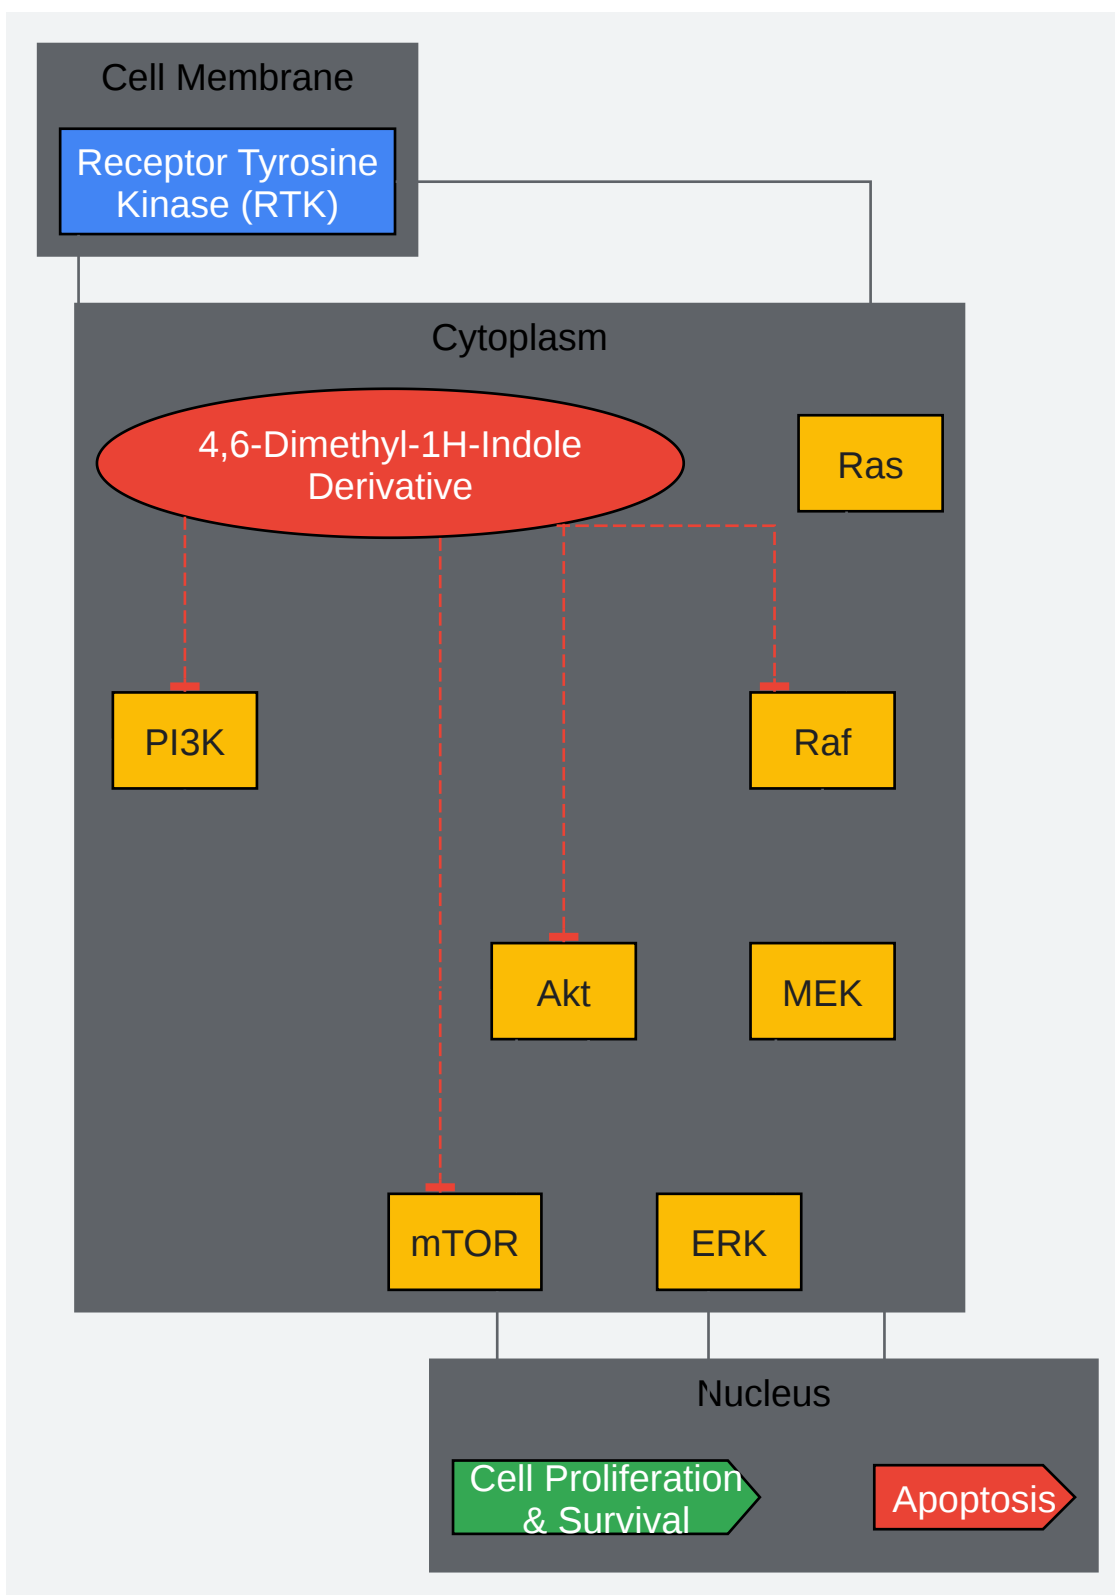 Cell Membrane
Receptor Tyrosine
Kinase (RTK)
Cytoplasm
4,6-Dimethyl-1H-Indole
Derivative
Ras
PI3K
Raf
Akt
MEK
mTOR
ERK
Nucleus
Cell Proliferation
& Survival
Apoptosis